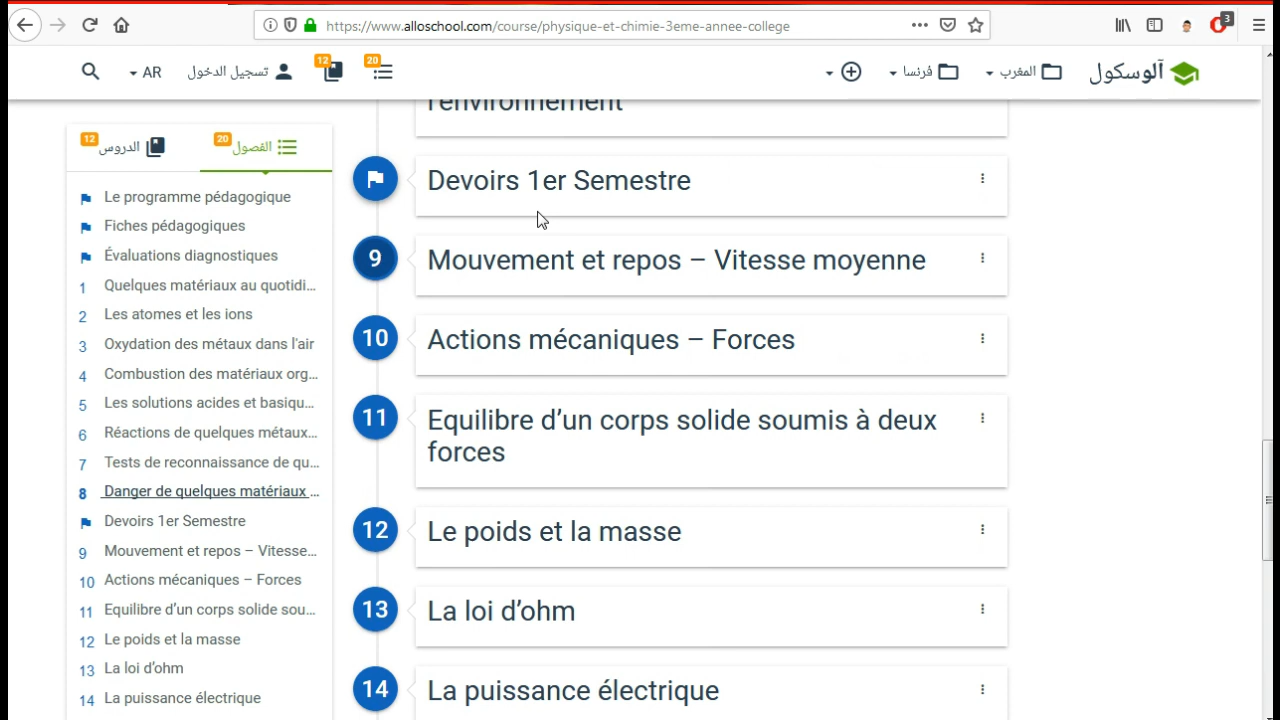 https://www.alloschool.com/course/physique-et-chimie-3eme-annee-college
3
AR
تسجيل الدخول
12
20
فرنسا
المغرب
آلوسكول
12
الدروس
20
الفصول
Le programme pédagogique
Fiches pédagogiques
Évaluations diagnostiques
1 Quelques matériaux au quotidi...
2 Les atomes et les ions
3 Oxydation des métaux dans l'air
4 Combustion des matériaux org...
5 Les solutions acides et basiqu...
6 Réactions de quelques métaux...
7 Tests de reconnaissance de qu...
8 Danger de quelques matériaux ...
Devoirs 1er Semestre
9 Mouvement et repos – Vitesse...
10 Actions mécaniques – Forces
11 Equilibre d’un corps solide sou...
12 Le poids et la masse
13 La loi d’ohm
14 La puissance électrique
l'environnement
Devoirs 1er Semestre
9 Mouvement et repos – Vitesse moyenne
10 Actions mécaniques – Forces
11 Equilibre d’un corps solide soumis à deux
forces
12 Le poids et la masse
13 La loi d’ohm
14 La puissance électrique